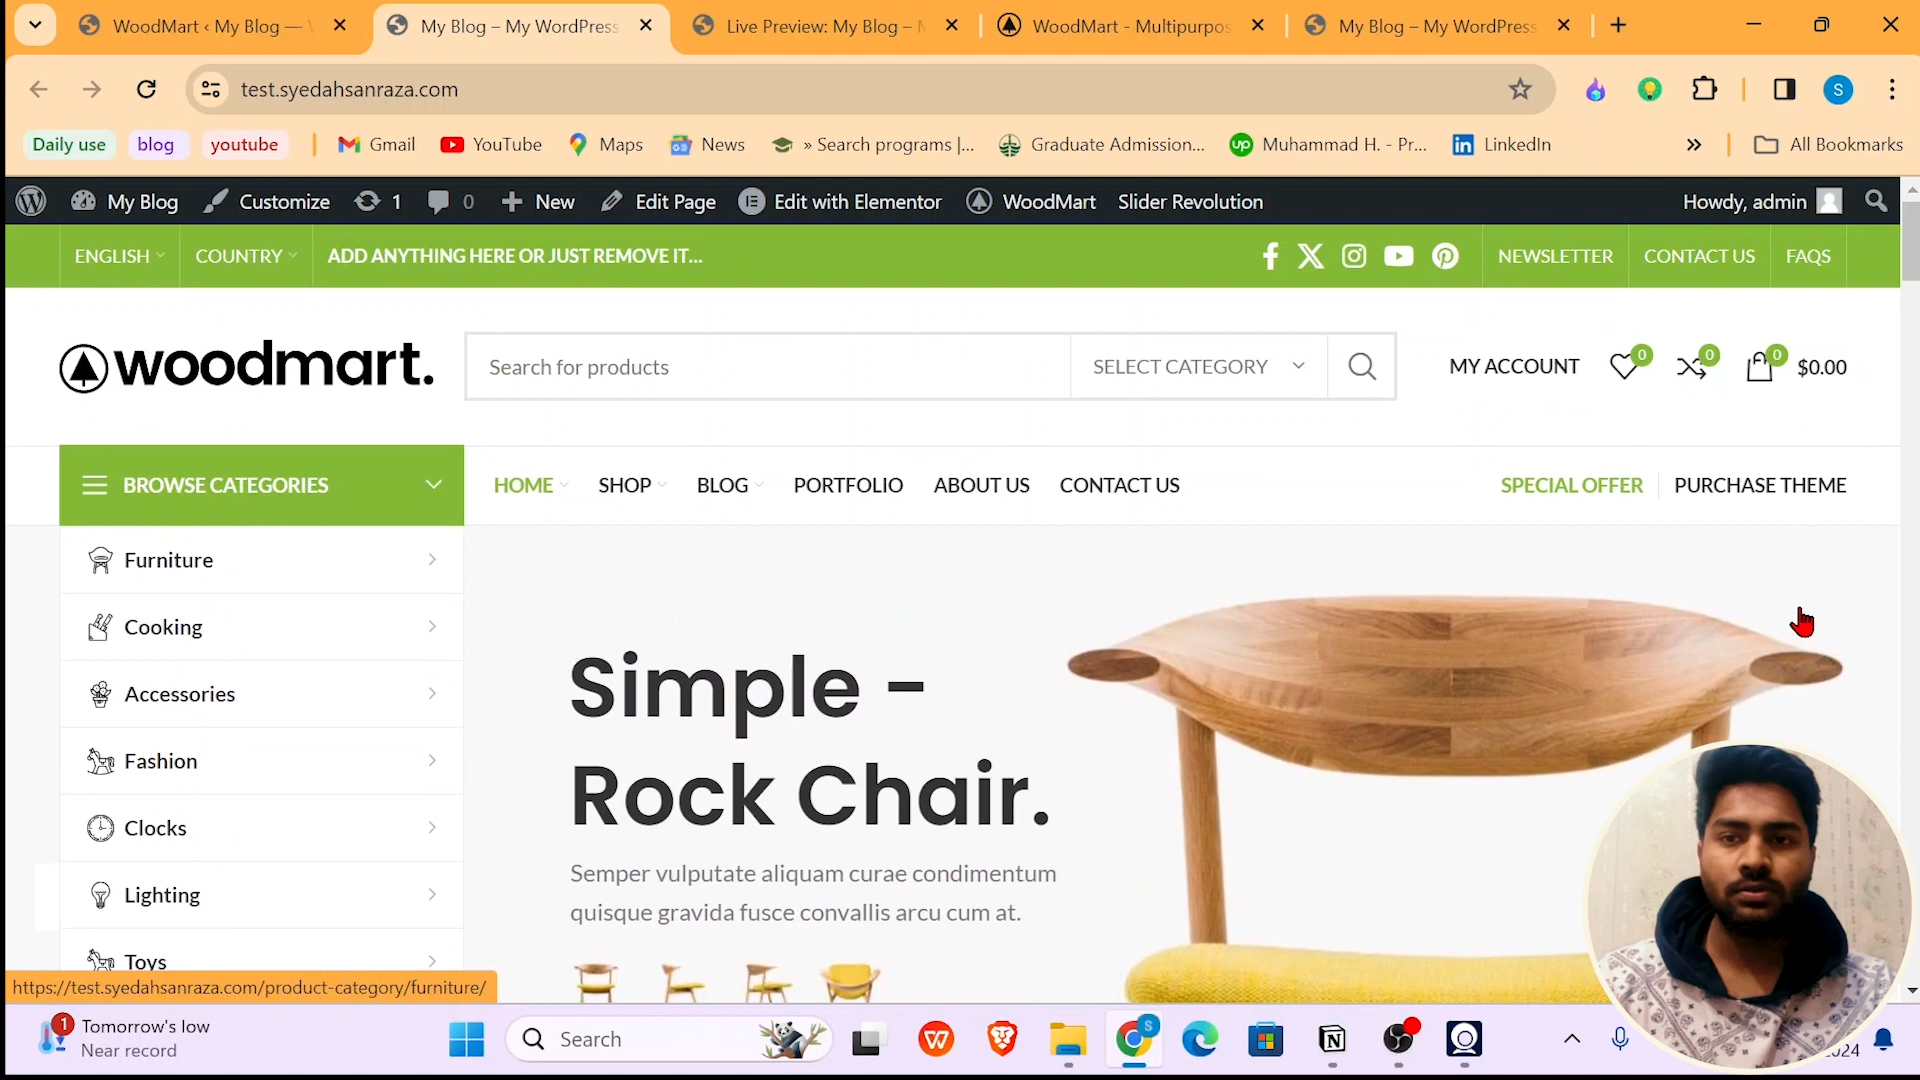 WoodMart ‹ My Blog —
My Blog – My WordPress
Live Preview: My Blog –
WoodMart - Multipurpos
My Blog – My WordPress
test.syedahsanraza.com
S
Daily use
blog
youtube
Gmail
YouTube
Maps
News
» Search programs |...
Graduate Admission...
up
Muhammad H. - Pr...
in
LinkedIn
»
All Bookmarks
My Blog
Customize
1
0
New
Edit Page
Edit with Elementor
WoodMart
Slider Revolution
Howdy, admin
ENGLISH
COUNTRY
ADD ANYTHING HERE OR JUST REMOVE IT...
NEWSLETTER
CONTACT US
FAQS
woodmart.
Search for products
SELECT CATEGORY
MY ACCOUNT
0
0
0
$0.00
BROWSE CATEGORIES
HOME
SHOP
BLOG
PORTFOLIO
ABOUT US
CONTACT US
SPECIAL OFFER
PURCHASE THEME
Furniture
Cooking
Accessories
Fashion
Clocks
Lighting
Toys
Simple -
Rock Chair.
Semper vulputate aliquam curae condimentum
quisque gravida fusce convallis arcu cum at.
https://test.syedahsanraza.com/product-category/furniture/
1
Tomorrow's low
Near record
Search
W
S
N
2024